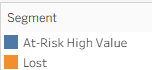 Segment
At-Risk High Value
Lost